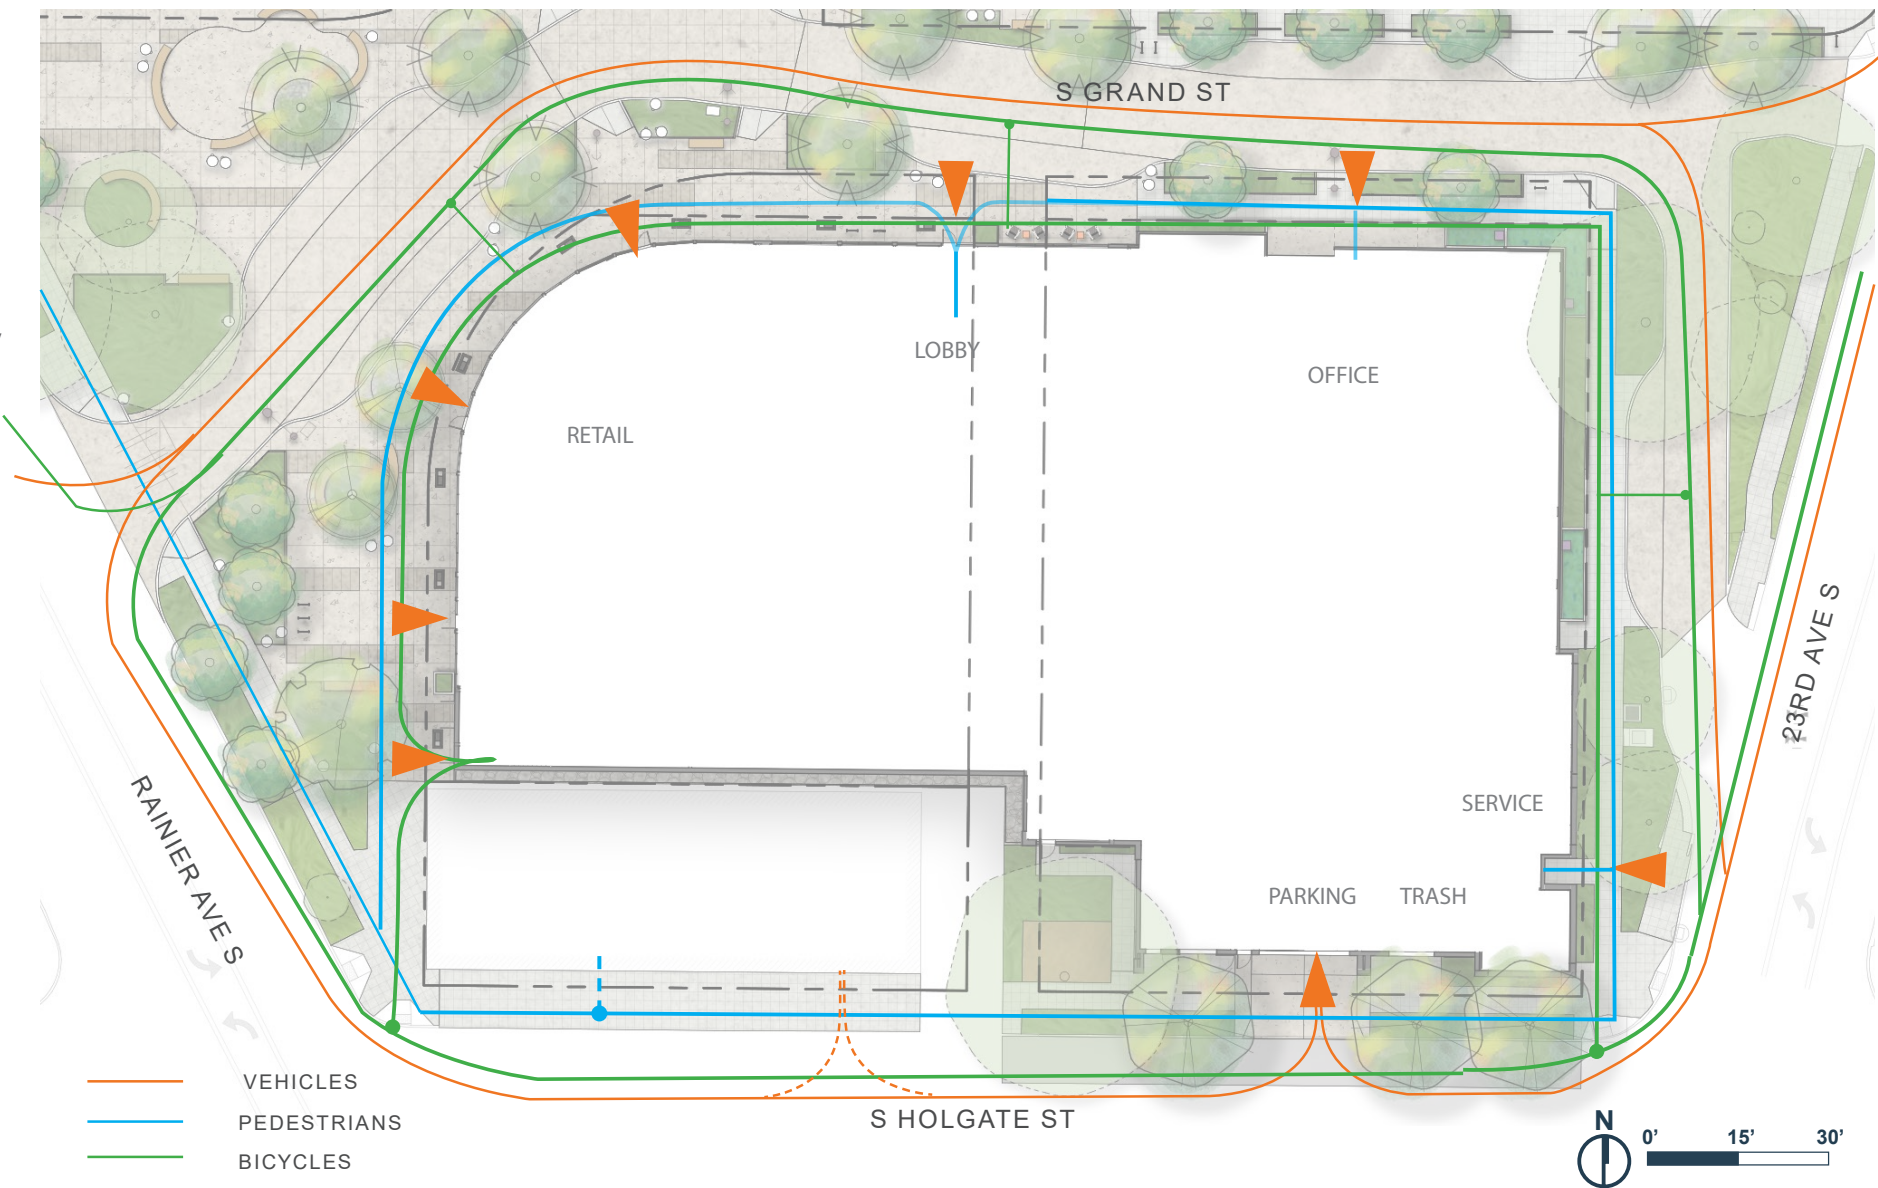 S GRAND ST
LOBBY
OFFICE
RETAIL
23RD AVE S
SERVICE
RAINIER AVE S
PARKING
TRASH
VEHICLES
S HOLGATE ST
PEDESTRIANS
BICYCLES
N
0' 15' 30'